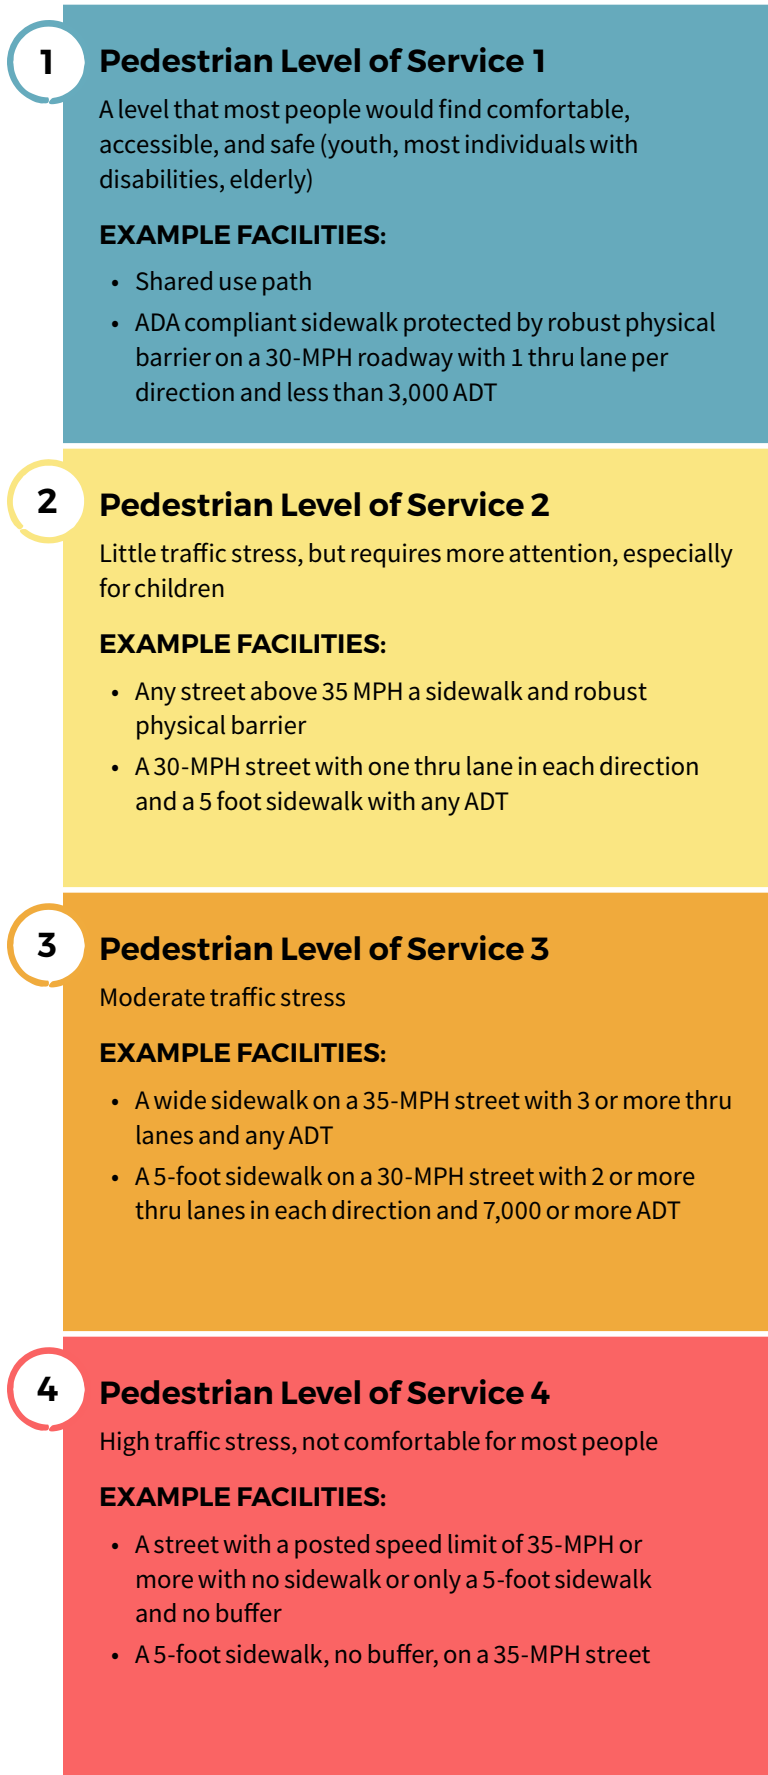 1
Pedestrian Level of Service 1
A level that most people would find comfortable,
accessible, and safe (youth, most individuals with
disabilities, elderly)
EXAMPLE FACILITIES:
• Shared use path
• ADA compliant sidewalk protected by robust physical
barrier on a 30-MPH roadway with 1 thru lane per
direction and less than 3,000 ADT
2
Pedestrian Level of Service 2
Little traffic stress, but requires more attention, especially
for children
EXAMPLE FACILITIES:
• Any street above 35 MPH a sidewalk and robust
physical barrier
• A 30-MPH street with one thru lane in each direction
and a 5 foot sidewalk with any ADT
3
Pedestrian Level of Service 3
Moderate traffic stress
EXAMPLE FACILITIES:
• A wide sidewalk on a 35-MPH street with 3 or more thru
lanes and any ADT
• A 5-foot sidewalk on a 30-MPH street with 2 or more
thru lanes in each direction and 7,000 or more ADT
4
Pedestrian Level of Service 4
High traffic stress, not comfortable for most people
EXAMPLE FACILITIES:
• A street with a posted speed limit of 35-MPH or
more with no sidewalk or only a 5-foot sidewalk
and no buffer
• A 5-foot sidewalk, no buffer, on a 35-MPH street